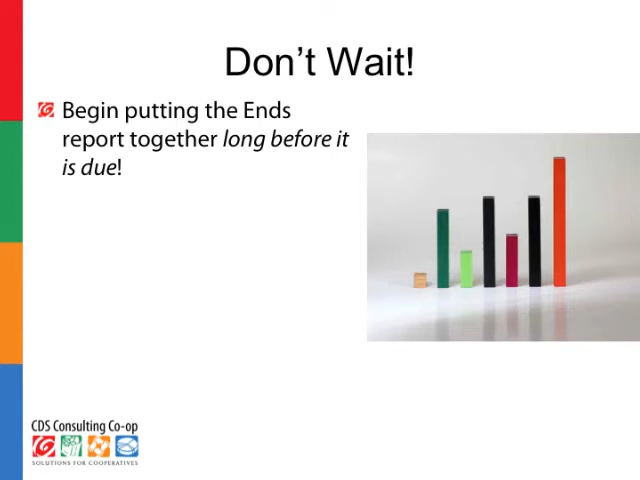 Don't Wait!
Begin putting the Ends
report together long before it
is due!
CDS Consulting Co-op
SOLUTIONS FOR COOPERATIVES